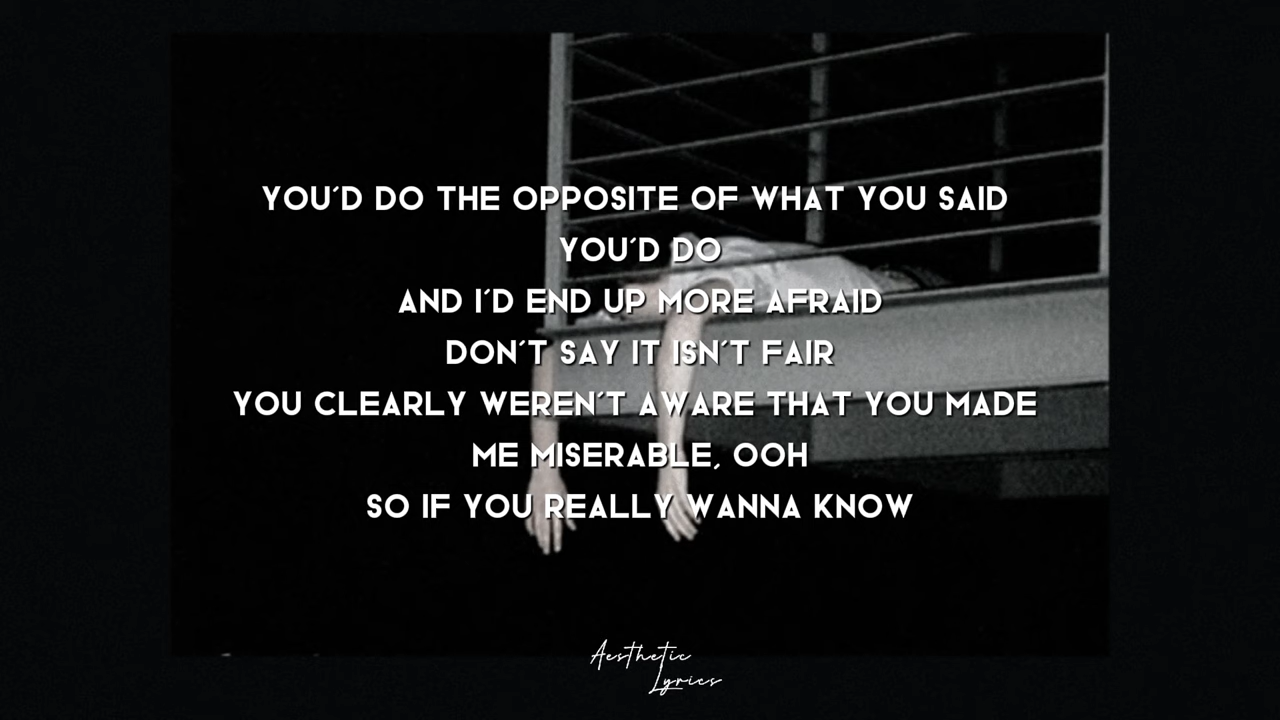 YOU'D DO THE OPPOSITE OF WHAT YOU SAID
YOU'D DO
AND I'D END UP MORE AFRAID
DON'T SAY IT ISN'T FAIR
YOU CLEARLY WEREN'T AWARE THAT YOU MADE
ME MISERABLE, OOH
SO IF YOU REALLY WANNA KNOW
Aesthetic
Lyrics